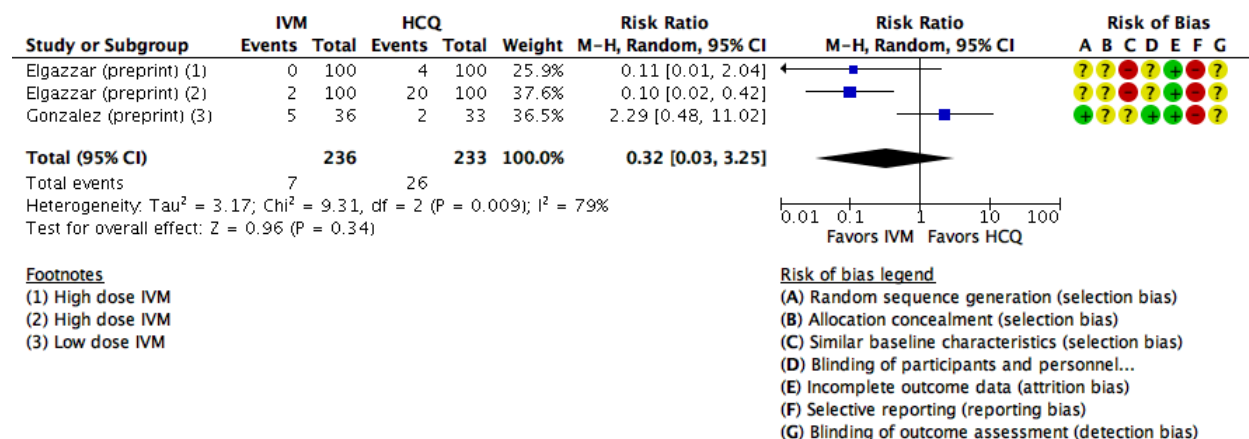 IVM HCQ Risk Ratio Risk Ratio Risk of Bias
Study or Subgroup Events Total Events Total Weight M-H, Random, 95% CI M-H, Random, 95% CI A B C D E F G
Elgazzar (preprint) (1) 0 100 4 100 25.9% 0.11 [0.01, 2.04] ? ? - ? + - ?
Elgazzar (preprint) (2) 2 100 20 100 37.6% 0.10 [0.02, 0.42] ? ? - ? + - ?
Gonzalez (preprint) (3) 5 36 2 33 36.5% 2.29 [0.48, 11.02] + ? ? + + - ?
Total (95% CI) 236 233 100.0% 0.32 [0.03, 3.25]
Total events 7 26
Heterogeneity: Tau² = 3.17; Chi² = 9.31, df = 2 (P = 0.009); I² = 79%
Test for overall effect: Z = 0.96 (P = 0.34)
0.01 0.1 1 10 100
Favors IVM Favors HCQ
Footnotes
(1) High dose IVM
(2) High dose IVM
(3) Low dose IVM
Risk of bias legend
(A) Random sequence generation (selection bias)
(B) Allocation concealment (selection bias)
(C) Similar baseline characteristics (selection bias)
(D) Blinding of participants and personnel...
(E) Incomplete outcome data (attrition bias)
(F) Selective reporting (reporting bias)
(G) Blinding of outcome assessment (detection bias)